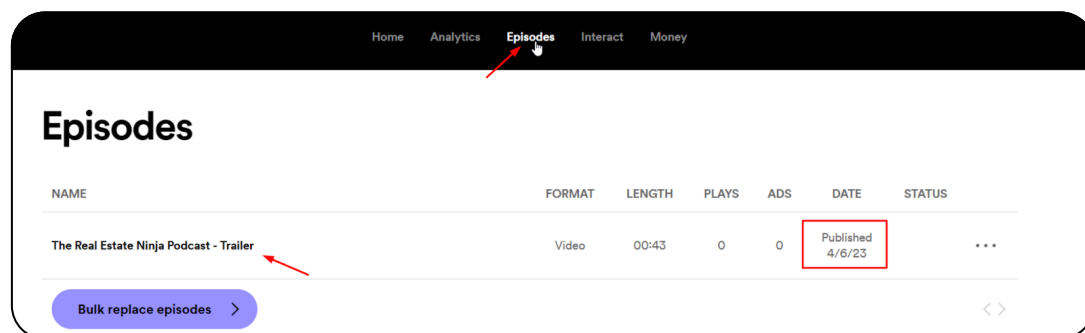 Home Analytics Episodes Interact Money
Episodes
NAME FORMAT LENGTH PLAYS ADS DATE STATUS
The Real Estate Ninja Podcast - Trailer Video 00:43 0 0 Published 4/6/23
Bulk replace episodes